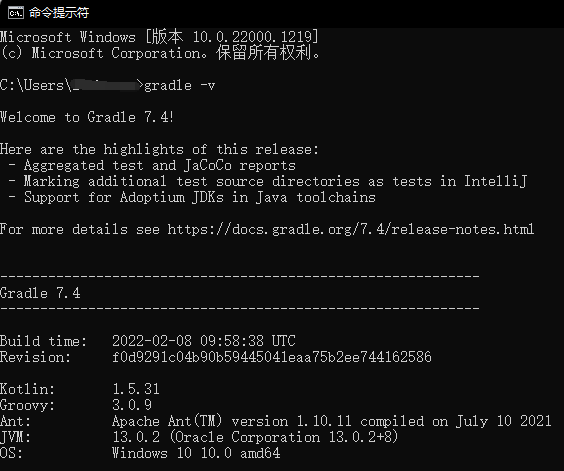 命令提示符
Microsoft Windows [版本 10.0.22000.1219]
(c) Microsoft Corporation。保留所有权利。
C:\Users\ >gradle -v
Welcome to Gradle 7.4!
Here are the highlights of this release:
- Aggregated test and JaCoCo reports
- Marking additional test source directories as tests in IntelliJ
- Support for Adoptium JDKs in Java toolchains
For more details see https://docs.gradle.org/7.4/release-notes.html
------------------------------------------------------------
Gradle 7.4
------------------------------------------------------------
Build time: 2022-02-08 09:58:38 UTC
Revision: f0d9291c04b90b59445041eaa75b2ee744162586
Kotlin: 1.5.31
Groovy: 3.0.9
Ant: Apache Ant(TM) version 1.10.11 compiled on July 10 2021
JVM: 13.0.2 (Oracle Corporation 13.0.2+8)
OS: Windows 10 10.0 amd64